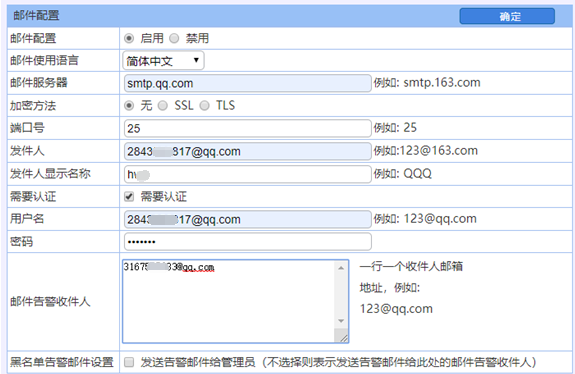 邮件配置 确定
邮件配置 启用 禁用
邮件使用语言 简体中文
邮件服务器 smtp.qq.com 例如: smtp.163.com
加密方法 无 SSL TLS
端口号 25 例如: 25
发件人 2843 317@qq.com 例如:123@163.com
发件人显示名称 h 例如: QQQ
需要认证 需要认证
用户名 2843 317@qq.com 例如: 123@qq.com
密码 •••••••
邮件告警收件人 3167 33@qq.com 一行一个收件人邮箱
地址，例如:
123@qq.com
黑名单告警邮件设置 发送告警邮件给管理员（不选择则表示发送告警邮件给此处的邮件告警收件人）